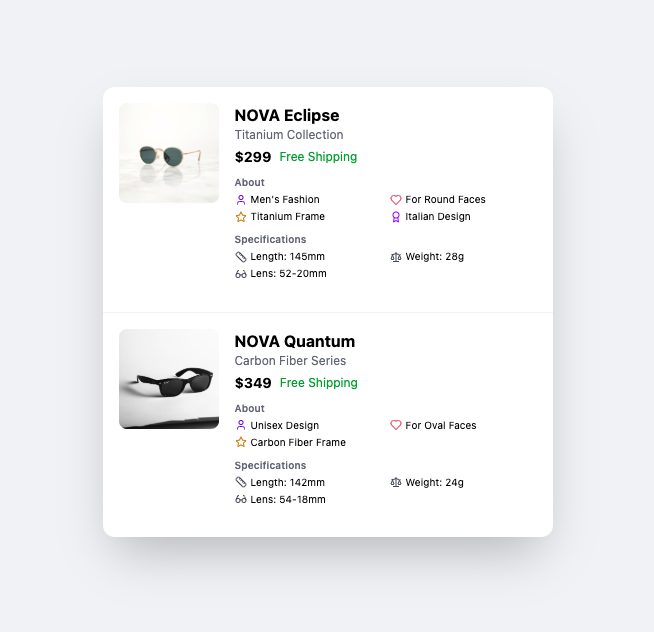 NOVA Eclipse
Titanium Collection
$299 Free Shipping
About
Men's Fashion For Round Faces
Titanium Frame Italian Design
Specifications
Length: 145mm Weight: 28g
Lens: 52-20mm
NOVA Quantum
Carbon Fiber Series
$349 Free Shipping
About
Unisex Design For Oval Faces
Carbon Fiber Frame
Specifications
Length: 142mm Weight: 24g
Lens: 54-18mm